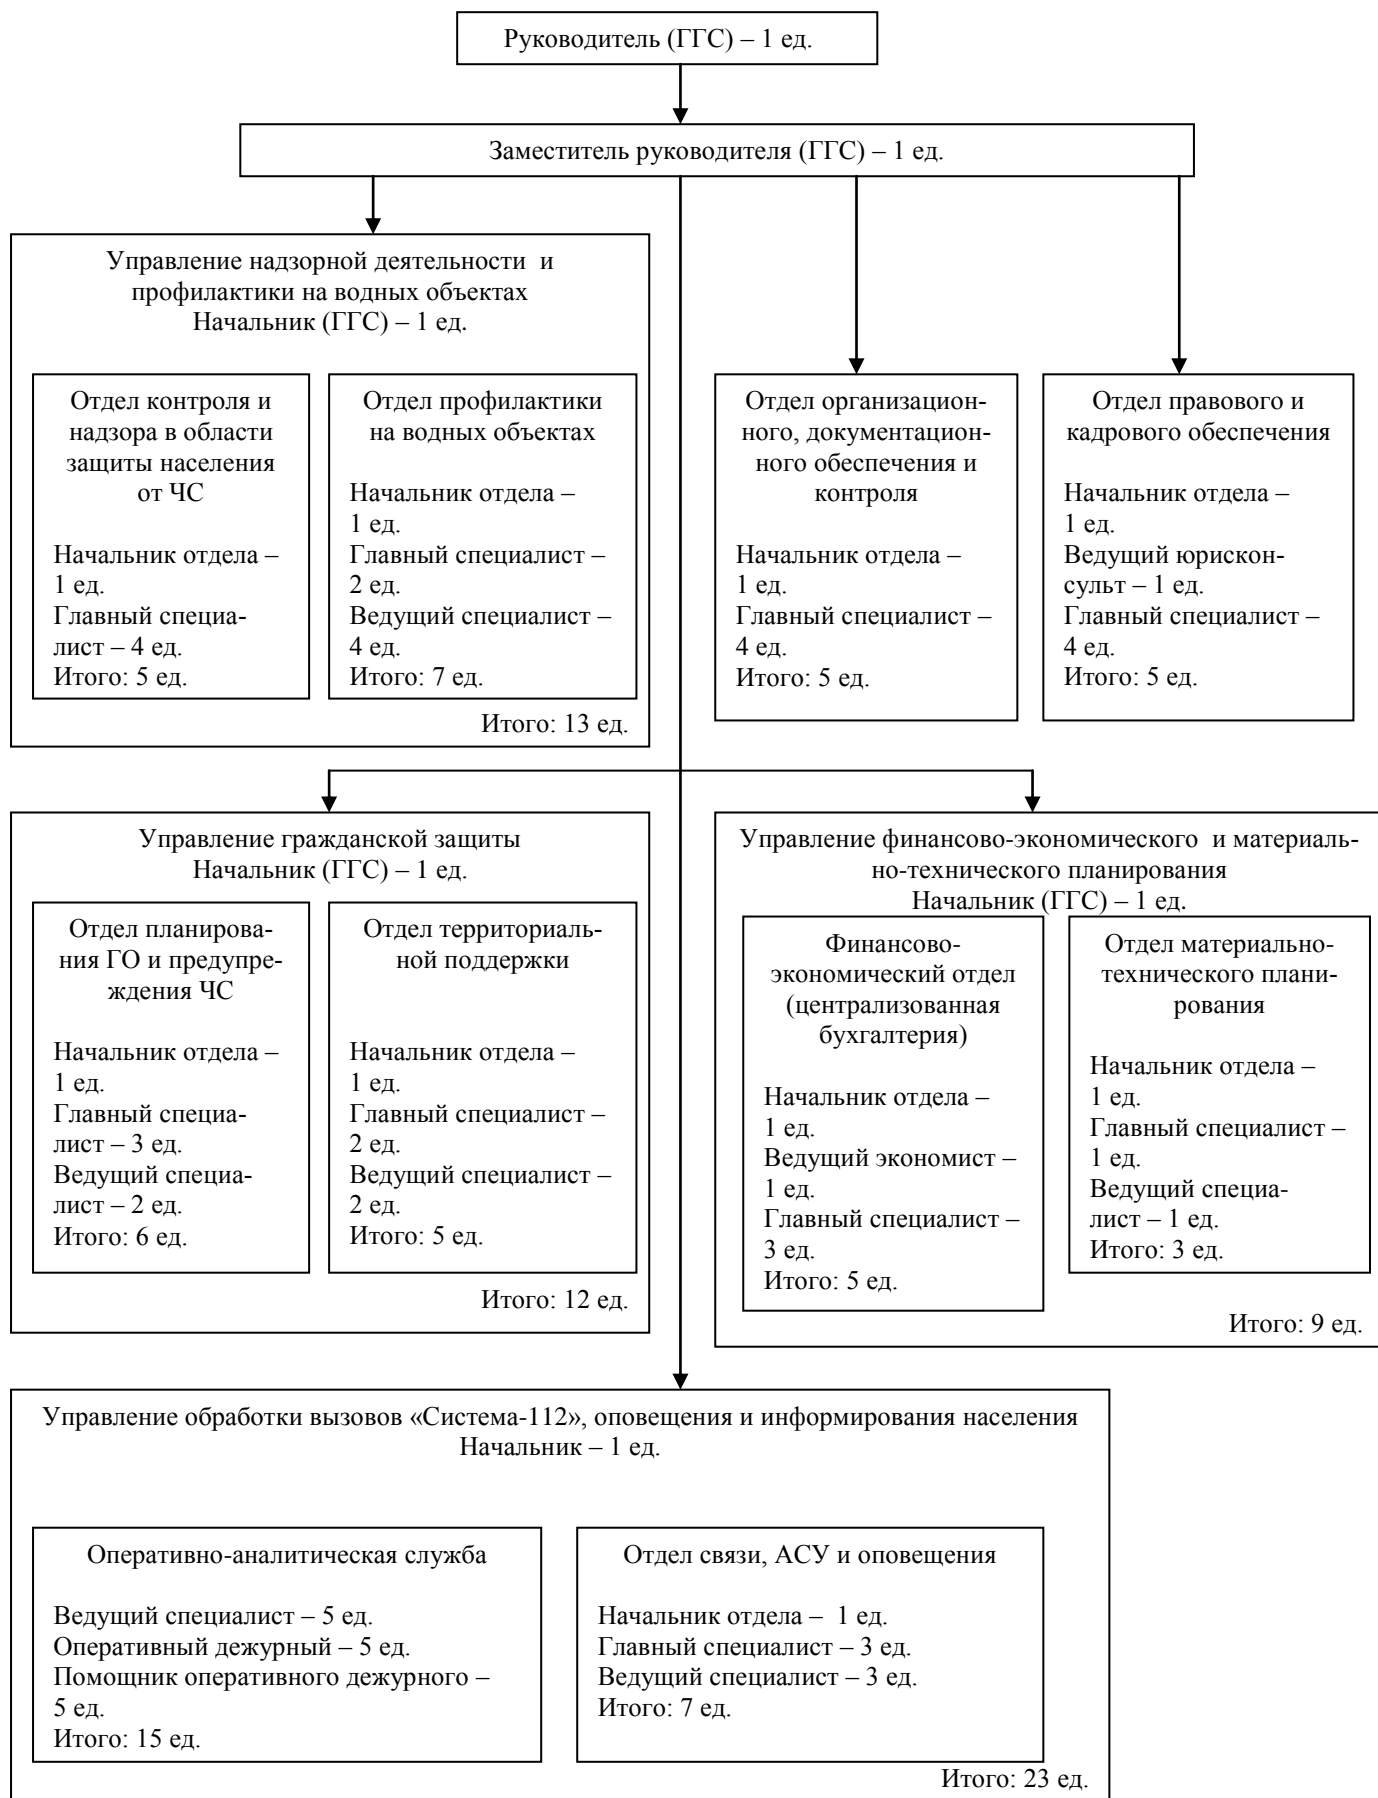 Руководитель (ГГС) – 1 ед.
Заместитель руководителя (ГГС) – 1 ед.
Управление надзорной деятельности  и
профилактики на водных объектах
Начальник (ГГС) – 1 ед.
Отдел контроля и
надзора в области
защиты населения
от ЧС
Начальник отдела –
1 ед.
Главный специа-
лист – 4 ед.
Итого: 5 ед.
Отдел профилактики
на водных объектах
Начальник отдела –
1 ед.
Главный специалист –
2 ед.
Ведущий специалист –
4 ед.
Итого: 7 ед.
Итого: 13 ед.
Отдел организацион-
ного, документацион-
ного обеспечения и
контроля
Начальник отдела –
1 ед.
Главный специалист –
4 ед.
Итого: 5 ед.
Отдел правового и
кадрового обеспечения
Начальник отдела –
1 ед.
Ведущий юрискон-
сульт – 1 ед.
Главный специалист –
4 ед.
Итого: 5 ед.
Управление гражданской защиты
Начальник (ГГС) – 1 ед.
Отдел планирова-
ния ГО и предупре-
ждения ЧС
Начальник отдела –
1 ед.
Главный специа-
лист – 3 ед.
Ведущий специа-
лист – 2 ед.
Итого: 6 ед.
Отдел территориаль-
ной поддержки
Начальник отдела –
1 ед.
Главный специалист –
2 ед.
Ведущий специалист –
2 ед.
Итого: 5 ед.
Итого: 12 ед.
Управление финансово-экономического  и материаль-
но-технического планирования
Начальник (ГГС) – 1 ед.
Финансово-
экономический отдел
(централизованная
бухгалтерия)
Начальник отдела –
1 ед.
Ведущий экономист –
1 ед.
Главный специалист –
3 ед.
Итого: 5 ед.
Отдел материально-
технического плани-
рования
Начальник отдела –
1 ед.
Главный специалист –
1 ед.
Ведущий специа-
лист – 1 ед.
Итого: 3 ед.
Итого: 9 ед.
Управление обработки вызовов «Система-112», оповещения и информирования населения
Начальник – 1 ед.
Оперативно-аналитическая служба
Ведущий специалист – 5 ед.
Оперативный дежурный – 5 ед.
Помощник оперативного дежурного –
5 ед.
Итого: 15 ед.
Отдел связи, АСУ и оповещения
Начальник отдела –  1 ед.
Главный специалист – 3 ед.
Ведущий специалист – 3 ед.
Итого: 7 ед.
Итого: 23 ед.